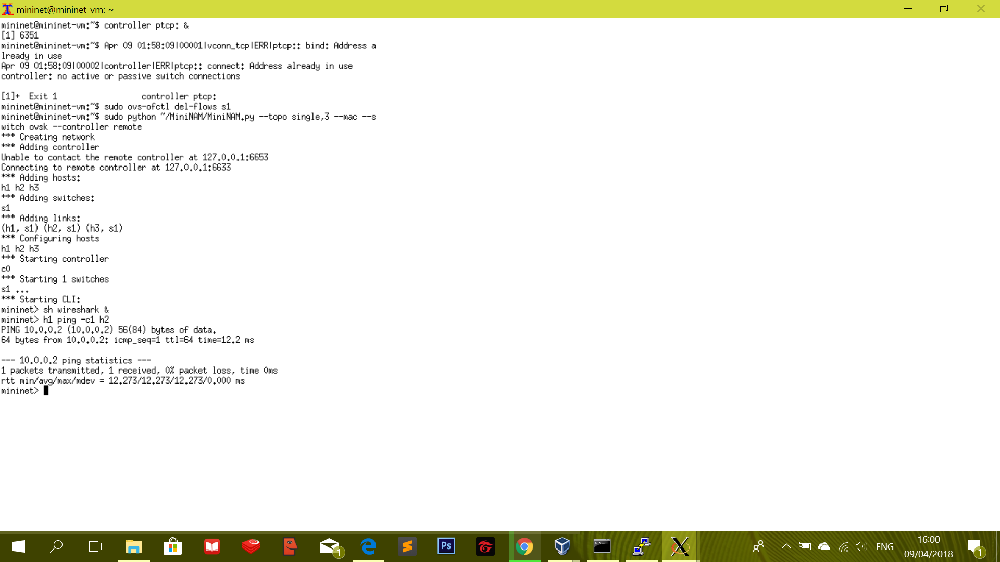 mininet@mininet-vm: ~
mininet@mininet-vm:~$ controller ptcp: &
[1] 6351
mininet@mininet-vm:~$ Apr 09 01:58:09|00001|vconn_tcp|ERR|ptcp:: bind: Address a
lready in use
Apr 09 01:58:09|00002|controller|ERR|ptcp:: connect: Address already in use
controller: no active or passive switch connections
[1]+  Exit 1                  controller ptcp:
mininet@mininet-vm:~$ sudo ovs-ofctl del-flows s1
mininet@mininet-vm:~$ sudo python ~/MiniNAM/MiniNAM.py --topo single,3 --mac --s
witch ovsk --controller remote
*** Creating network
*** Adding controller
Unable to contact the remote controller at 127.0.0.1:6653
Connecting to remote controller at 127.0.0.1:6633
*** Adding hosts:
h1 h2 h3
*** Adding switches:
s1
*** Adding links:
(h1, s1) (h2, s1) (h3, s1)
*** Configuring hosts
h1 h2 h3
*** Starting controller
c0
*** Starting 1 switches
s1 ...
*** Starting CLI:
mininet> sh wireshark &
mininet> h1 ping -c1 h2
PING 10.0.0.2 (10.0.0.2) 56(84) bytes of data.
64 bytes from 10.0.0.2: icmp_seq=1 ttl=64 time=12.2 ms
--- 10.0.0.2 ping statistics ---
1 packets transmitted, 1 received, 0% packet loss, time 0ms
rtt min/avg/max/mdev = 12.273/12.273/12.273/0.000 ms
mininet>
1
Ps
C:\
ENG
16:00
09/04/2018
1